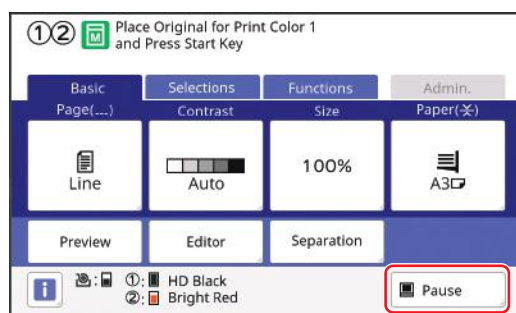 ①② M Place Original for Print Color 1
and Press Start Key
Basic Selections Functions Admin.
Page(...) Contrast Size Paper(⚹)
Line Auto 100% A3
Preview Editor Separation
i : ①: HD Black
②: Bright Red
Pause